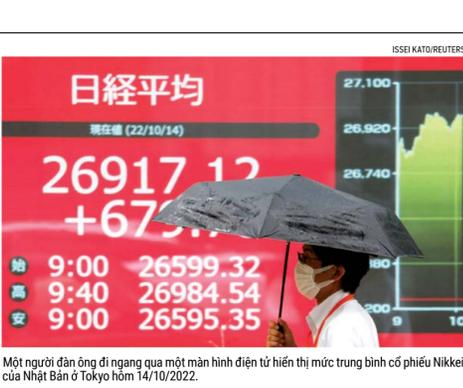 ISSEI KATO/REUTERS
日経平均
現在値 (22/10/14)
26917.12
27,100
26,920
26,740
始 9:00 26599.32
高 9:40 26984.54
安 9:00 26595.35
9
Một người đàn ông đi ngang qua một màn hình điện tử hiển thị mức trung bình cổ phiếu Nikkei
của Nhật Bản ở Tokyo hôm 14/10/2022.